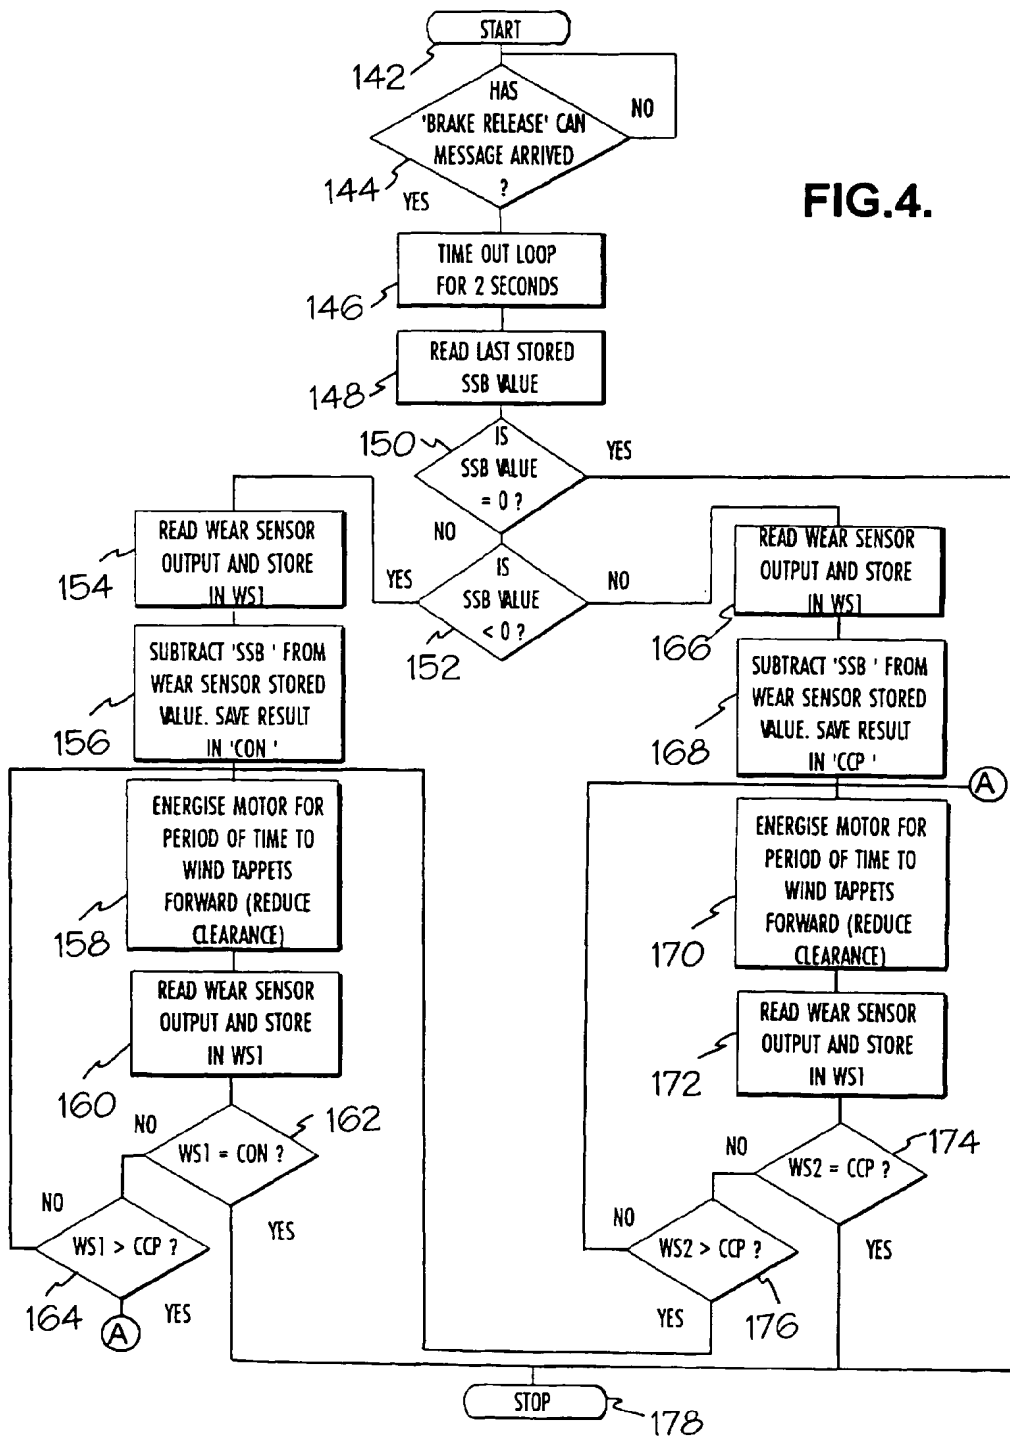 START
142
HAS
'BRAKE RELEASE' CAN
MESSAGE ARRIVED
?
NO
144
YES
FIG.4.
TIME OUT LOOP
FOR 2 SECONDS
146
READ LAST STORED
SSB VALUE
148
150
IS
SSB VALUE
= 0 ?
YES
NO
READ WEAR SENSOR
OUTPUT AND STORE
IN WS1
154
YES
IS
SSB VALUE
< 0 ?
NO
152
READ WEAR SENSOR
OUTPUT AND STORE
IN WS1
166
SUBTRACT 'SSB ' FROM
WEAR SENSOR STORED
VALUE. SAVE RESULT
IN 'CON '
156
SUBTRACT 'SSB ' FROM
WEAR SENSOR STORED
VALUE. SAVE RESULT
IN 'CCP '
168
A
ENERGISE MOTOR FOR
PERIOD OF TIME TO
WIND TAPPETS
FORWARD (REDUCE
CLEARANCE)
158
ENERGISE MOTOR FOR
PERIOD OF TIME TO
WIND TAPPETS
FORWARD (REDUCE
CLEARANCE)
170
READ WEAR SENSOR
OUTPUT AND STORE
IN WS1
160
READ WEAR SENSOR
OUTPUT AND STORE
IN WS1
172
NO
162
WS1 = CON ?
YES
NO
174
WS2 = CCP ?
YES
NO
WS1 > CCP ?
164
YES
A
NO
WS2 > CCP ?
YES
176
STOP
178